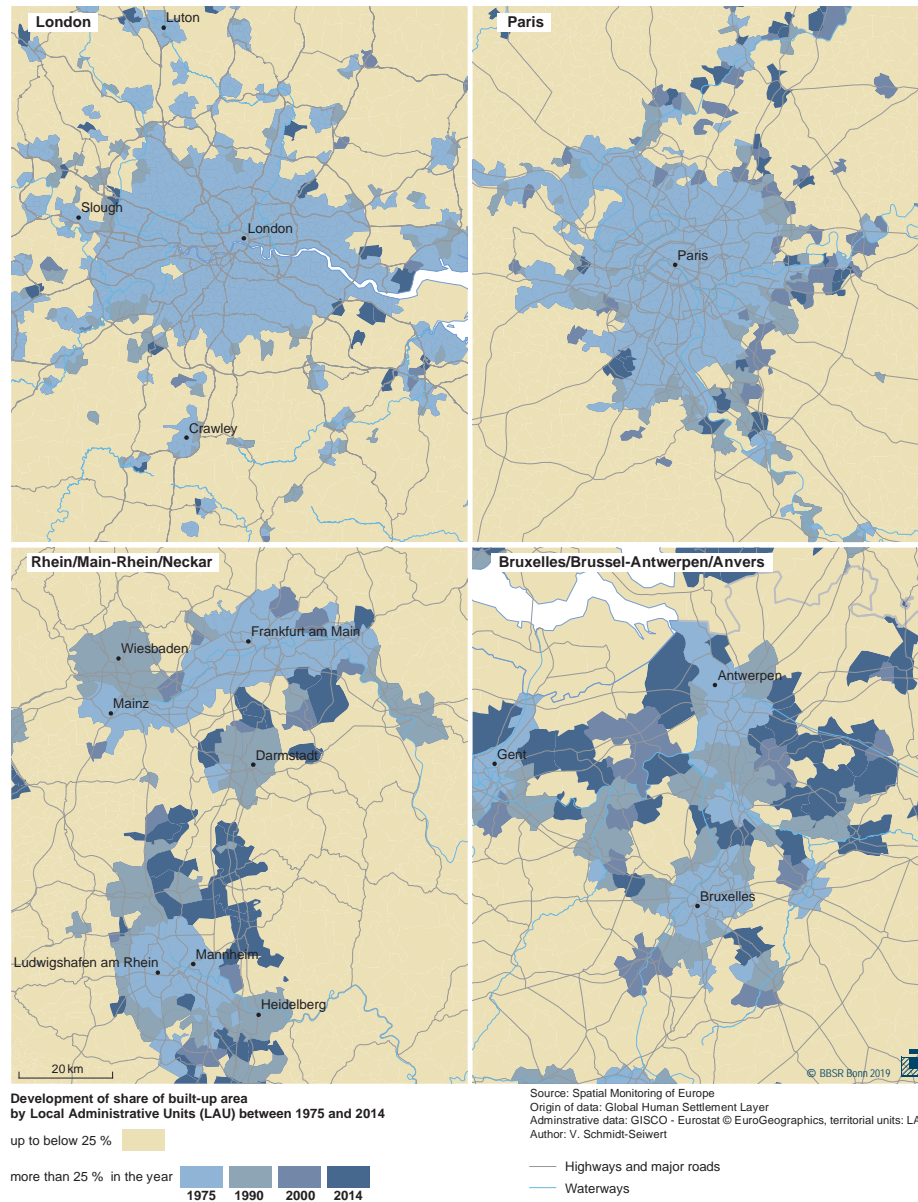 London
Luton
Slough
London
Crawley
Paris
Paris
Rhein/Main-Rhein/Neckar
Wiesbaden
Frankfurt am Main
Mainz
Darmstadt
Ludwigshafen am Rhein
Mannheim
Heidelberg
20 km
Bruxelles/Brussel-Antwerpen/Anvers
Antwerpen
Gent
Bruxelles
© BBSR Bonn 2019
Development of share of built-up area
by Local Administrative Units (LAU) between 1975 and 2014
up to below 25 %
more than 25 % in the year
1975 1990 2000 2014
Source: Spatial Monitoring of Europe
Origin of data: Global Human Settlement Layer
Adminstrative data: GISCO - Eurostat © EuroGeographics, territorial units: LA
Author: V. Schmidt-Seiwert
Highways and major roads
Waterways